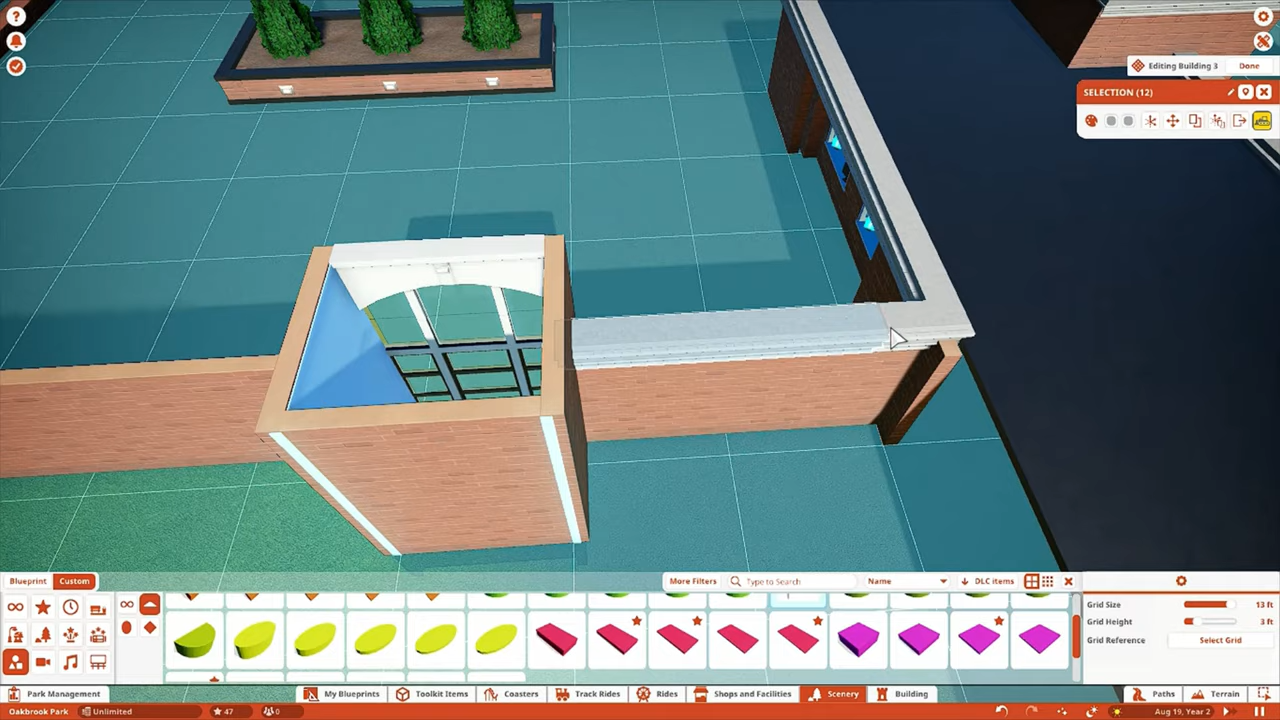 ?
Editing Building 3 Done
SELECTION (12)
Blueprint Custom
More Filters Type to Search Name DLC items
Grid Size 13 ft
Grid Height 3 ft
Grid Reference Select Grid
Park Management My Blueprints Toolkit Items Coasters Track Rides Rides Shops and Facilities Scenery Building Paths Terrain
Oakbrook Park Unlimited 47 0 Aug 19, Year 2